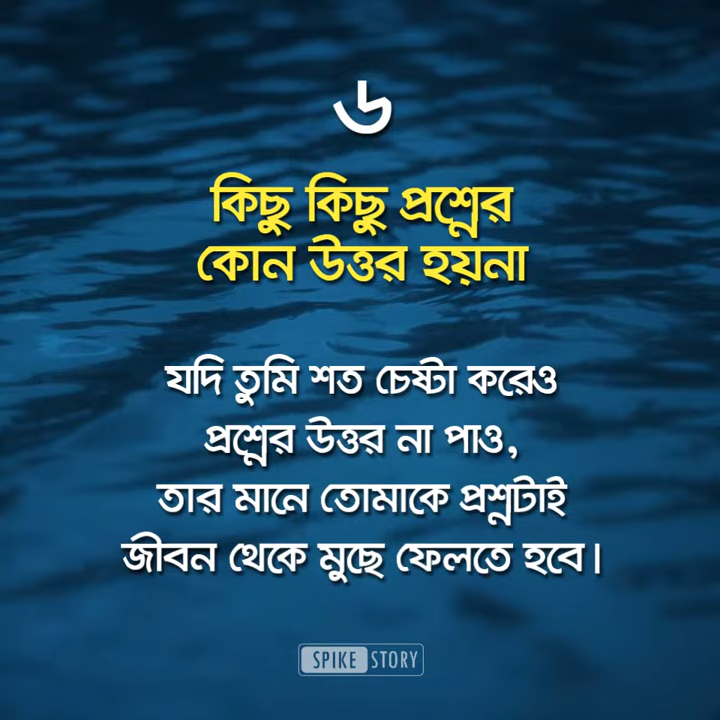 ৬
কিছু কিছু প্রশ্নের
কোন উত্তর হয়না
যদি তুমি শত চেষ্টা করেও
প্রশ্নের উত্তর না পাও,
তার মানে তোমাকে প্রশ্নটাই
জীবন থেকে মুছে ফেলতে হবে।
SPIKE STORY